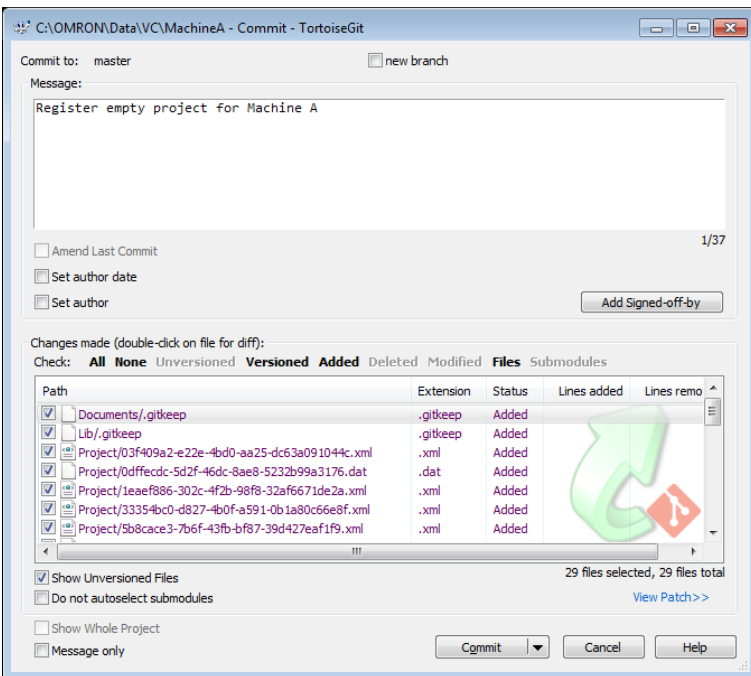 C:\OMRON\Data\VC\MachineA - Commit - TortoiseGit
Commit to: master new branch
Message:
Register empty project for Machine A
1/37
Amend Last Commit
Set author date
Set author Add Signed-off-by
Changes made (double-click on file for diff):
Check: All None Unversioned Versioned Added Deleted Modified Files Submodules
Path Extension Status Lines added Lines remo
Documents/.gitkeep .gitkeep Added
Lib/.gitkeep .gitkeep Added
Project/03f409a2-e22e-4bd0-aa25-dc63a091044c.xml .xml Added
Project/0dffecdc-5d2f-46dc-8ae8-5232b99a3176.dat .dat Added
Project/1eaef886-302c-4f2b-98f8-32af6671de2a.xml .xml Added
Project/33354bc0-d827-4b0f-a591-0b1a80c66e8f.xml .xml Added
Project/5b8cace3-7b6f-43fb-bf87-39d427eaf1f9.xml .xml Added
Show Unversioned Files 29 files selected, 29 files total
Do not autoselect submodules View Patch>>
Show Whole Project
Message only Commit Cancel Help